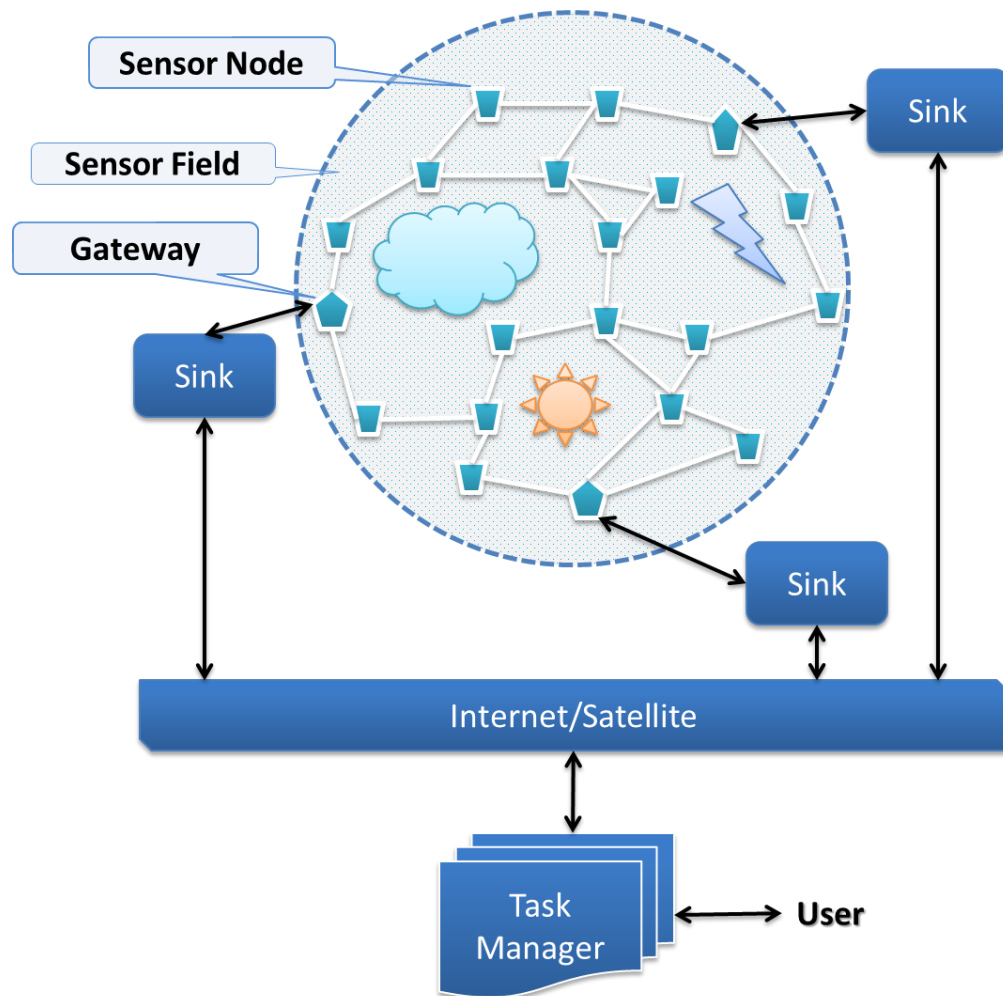 Sensor Node
Sink
Sensor Field
Gateway
Sink
Sink
Internet/Satellite
Task
Manager
User